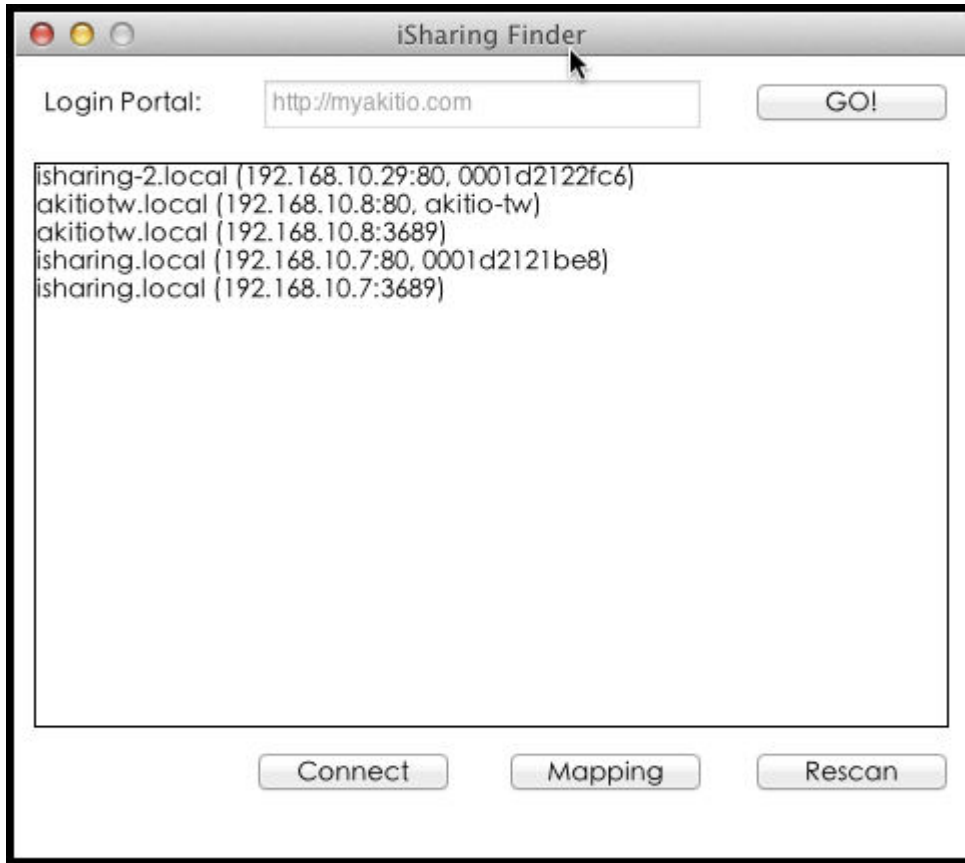 iSharing Finder
Login Portal: http://myakitio.com GO!
isharing-2.local (192.168.10.29:80, 0001d2122fc6)
akitiotw.local (192.168.10.8:80, akitio-tw)
akitiotw.local (192.168.10.8:3689)
isharing.local (192.168.10.7:80, 0001d2121be8)
isharing.local (192.168.10.7:3689)
Connect Mapping Rescan